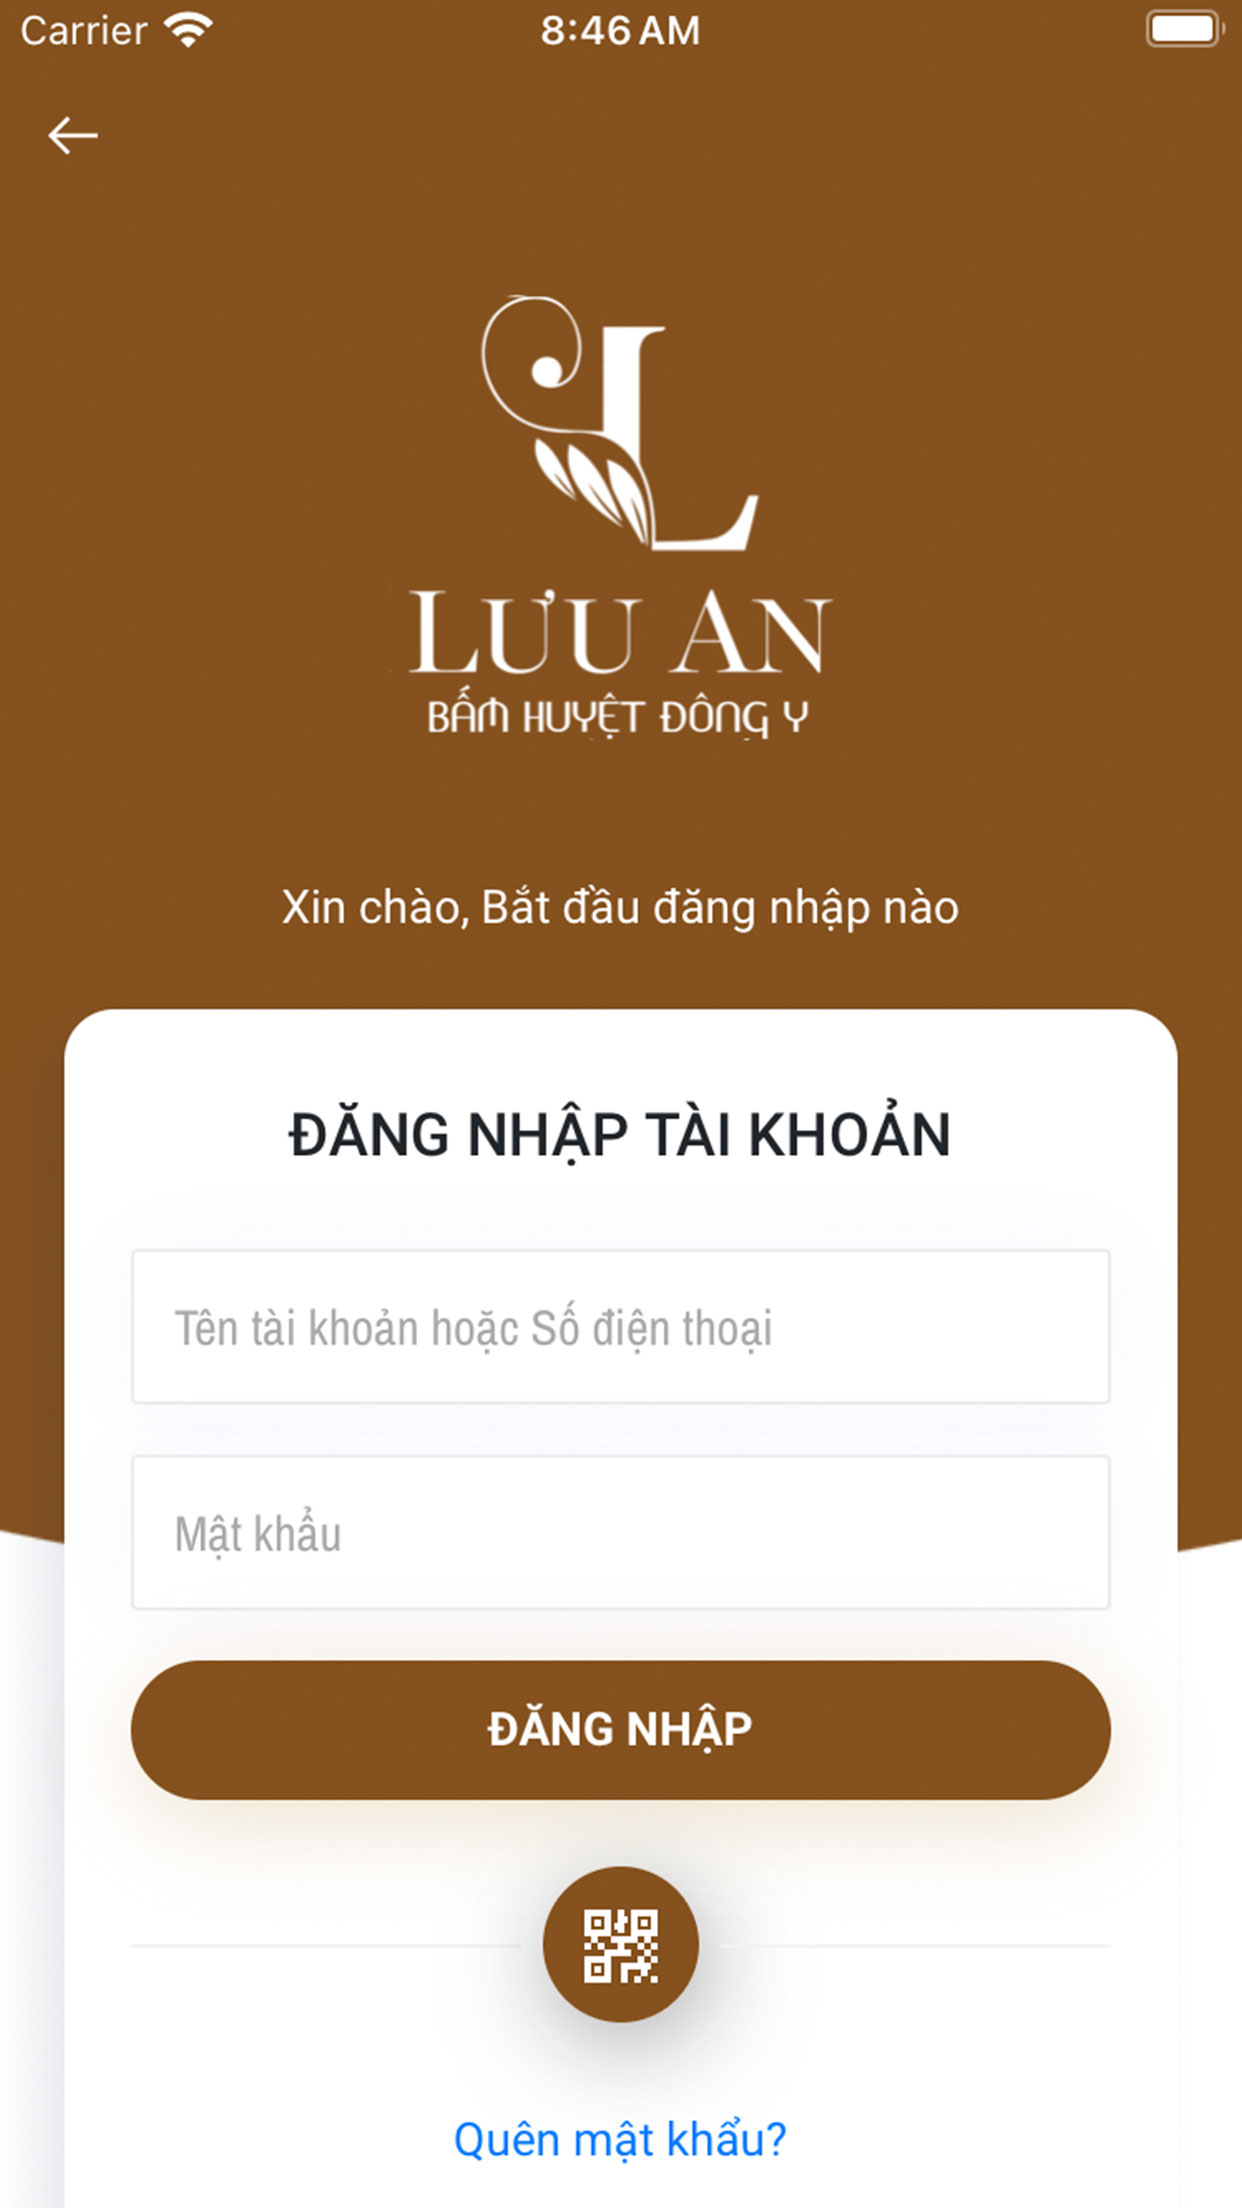 Carrier
8:46 AM
LƯU AN
BẤM HUYỆT ĐÔNG Y
Xin chào, Bắt đầu đăng nhập nào
ĐĂNG NHẬP TÀI KHOẢN
Tên tài khoản hoặc Số điện thoại
Mật khẩu
ĐĂNG NHẬP
Quên mật khẩu?